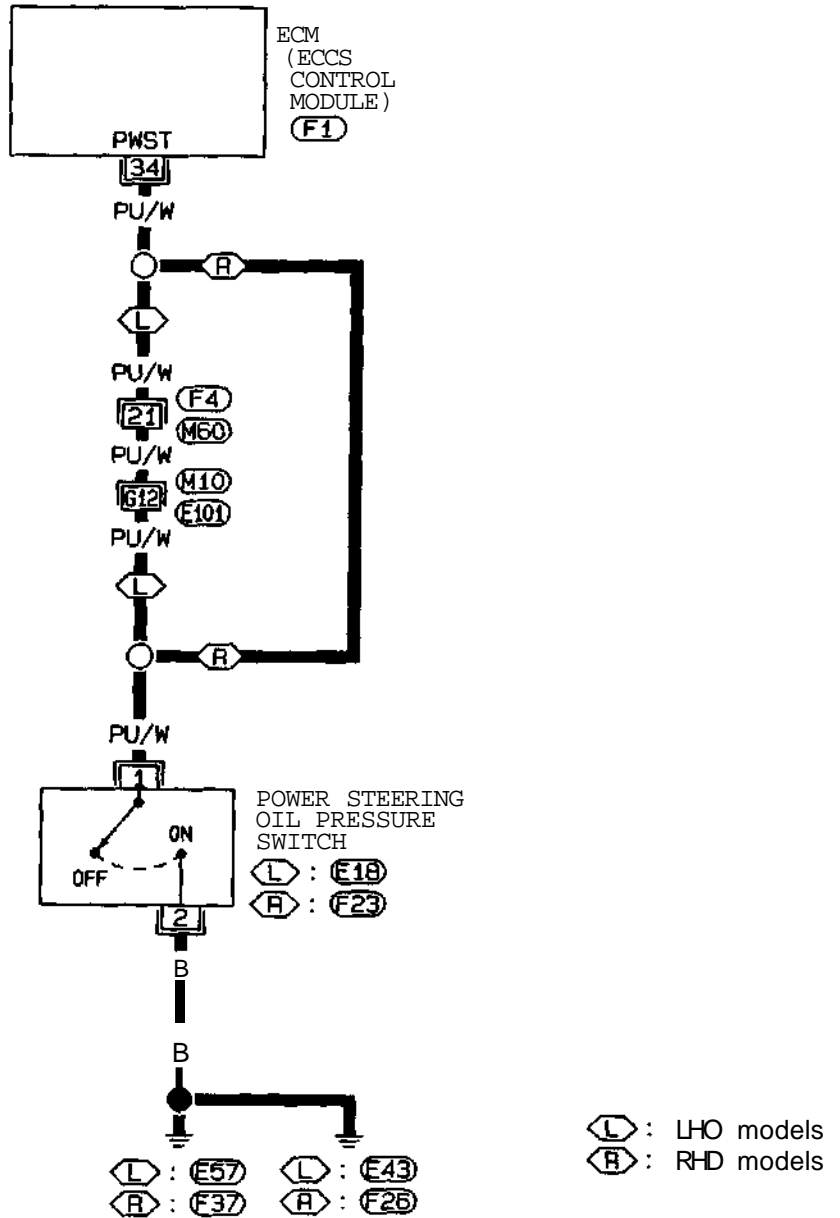 ECM
(ECCS
CONTROL
MODULE)
F1
PWST
34
PU/W
R
L
PU/W
21
F4
M60
PU/W
G12
M10
E101
PU/W
L
R
PU/W
1
OFF
ON
POWER STEERING
OIL PRESSURE
SWITCH
L : E18
R : F23
2
B
B
L : E57
R : F37
L : E43
R : F26
L : LHO models
R : RHD models